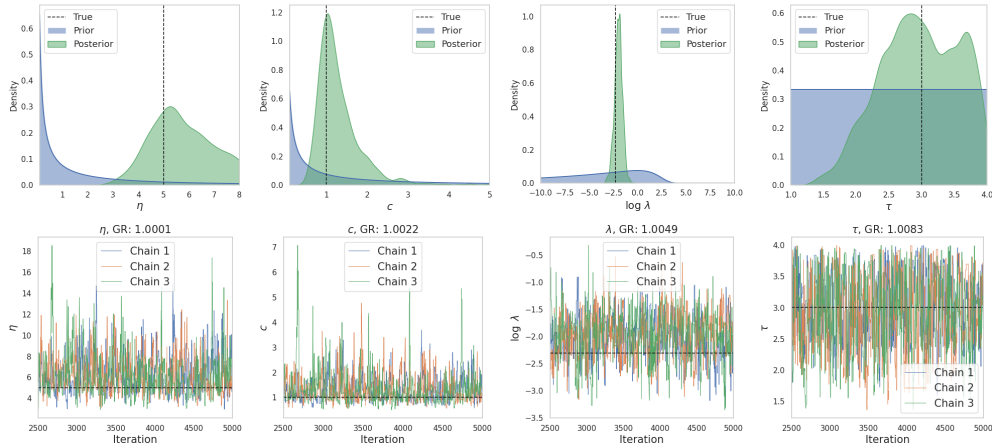 True
Prior
Posterior
Density
0.6
0.5
0.4
0.3
0.2
0.1
0.0
1 2 3 4 5 6 7 8
η
True
Prior
Posterior
Density
1.2
1.0
0.8
0.6
0.4
0.2
0.0
1 2 3 4 5
c
True
Prior
Posterior
Density
1.0
0.8
0.6
0.4
0.2
0.0
−10.0 −7.5 −5.0 −2.5 0.0 2.5 5.0 7.5 10.0
log λ
True
Prior
Posterior
Density
0.6
0.5
0.4
0.3
0.2
0.1
0.0
1.0 1.5 2.0 2.5 3.0 3.5 4.0
τ
η, GR: 1.0001
Chain 1
Chain 2
Chain 3
η
18
16
14
12
10
8
6
4
2500 3000 3500 4000 4500 5000
Iteration
c, GR: 1.0022
Chain 1
Chain 2
Chain 3
c
7
6
5
4
3
2
1
2500 3000 3500 4000 4500 5000
Iteration
λ, GR: 1.0049
Chain 1
Chain 2
Chain 3
log λ
−0.5
−1.0
−1.5
−2.0
−2.5
−3.0
−3.5
2500 3000 3500 4000 4500 5000
Iteration
τ, GR: 1.0083
Chain 1
Chain 2
Chain 3
τ
4.0
3.5
3.0
2.5
2.0
1.5
2500 3000 3500 4000 4500 5000
Iteration